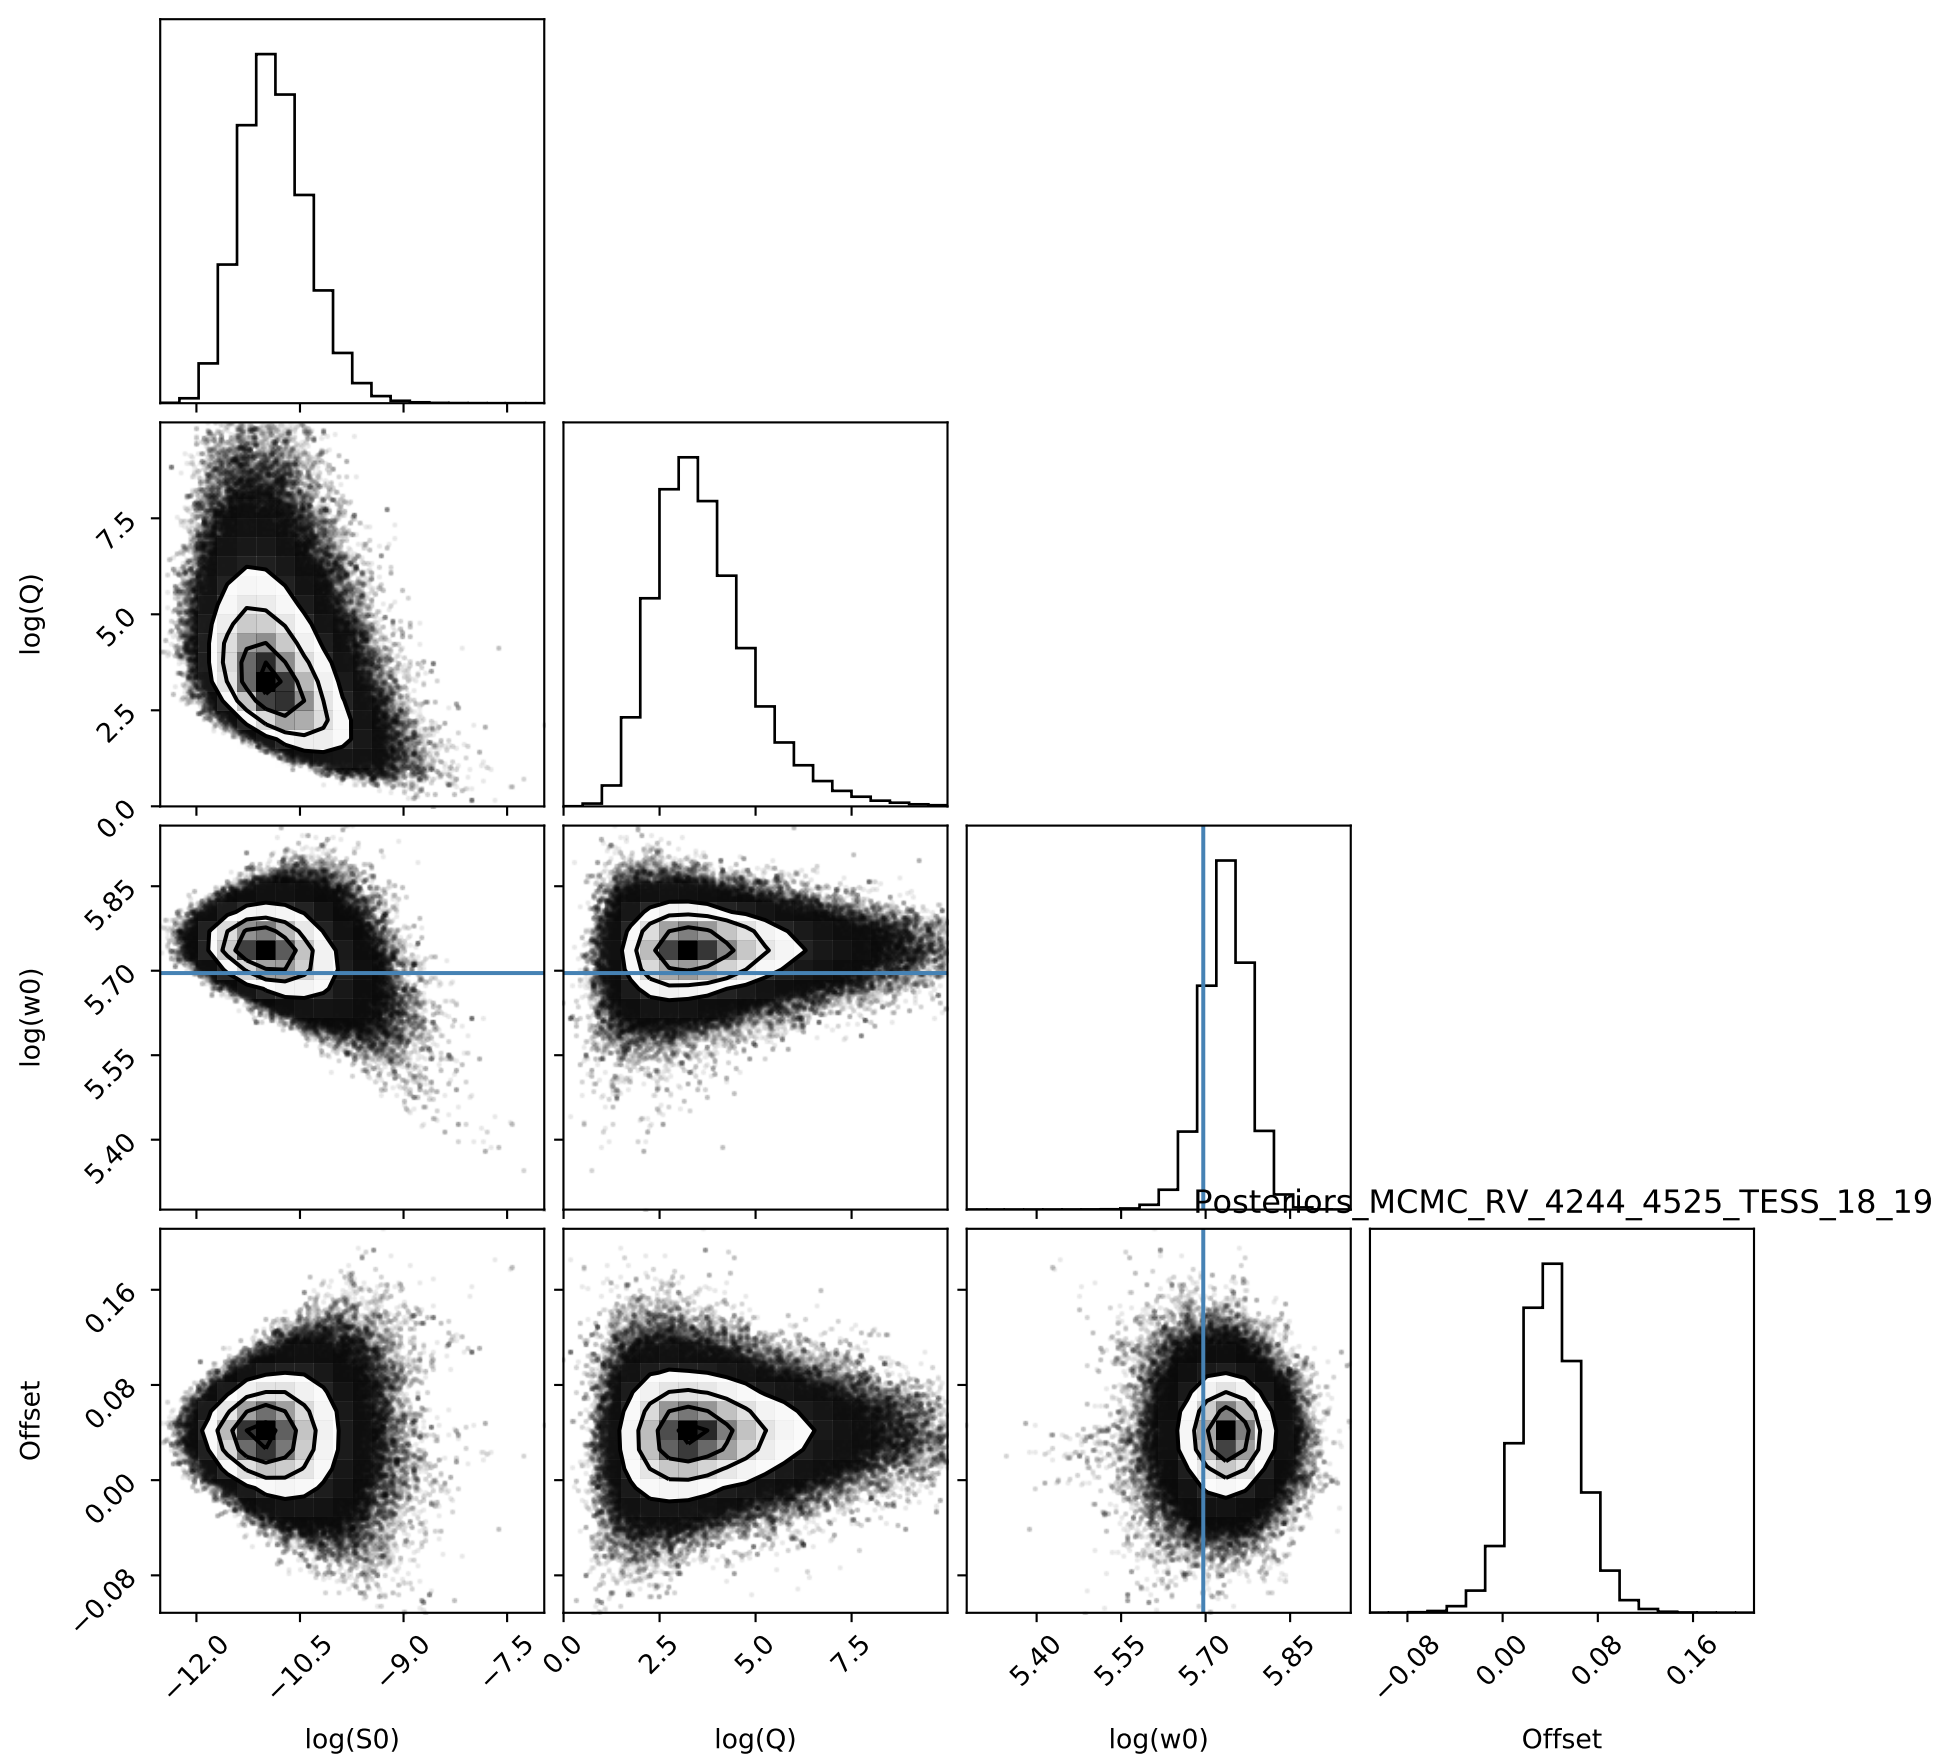 log(Q)
7.5
5.0
2.5
0.0
log(w0)
5.85
5.70
5.55
5.40
Posteriors_MCMC_RV_4244_4525_TESS_18_19
Offset
0.16
0.08
0.00
−0.08
−12.0 −10.5 −9.0 −7.5 0.0 2.5 5.0 7.5 5.40 5.55 5.70 5.85 −0.08 0.00 0.08 0.16
log(S0) log(Q) log(w0) Offset